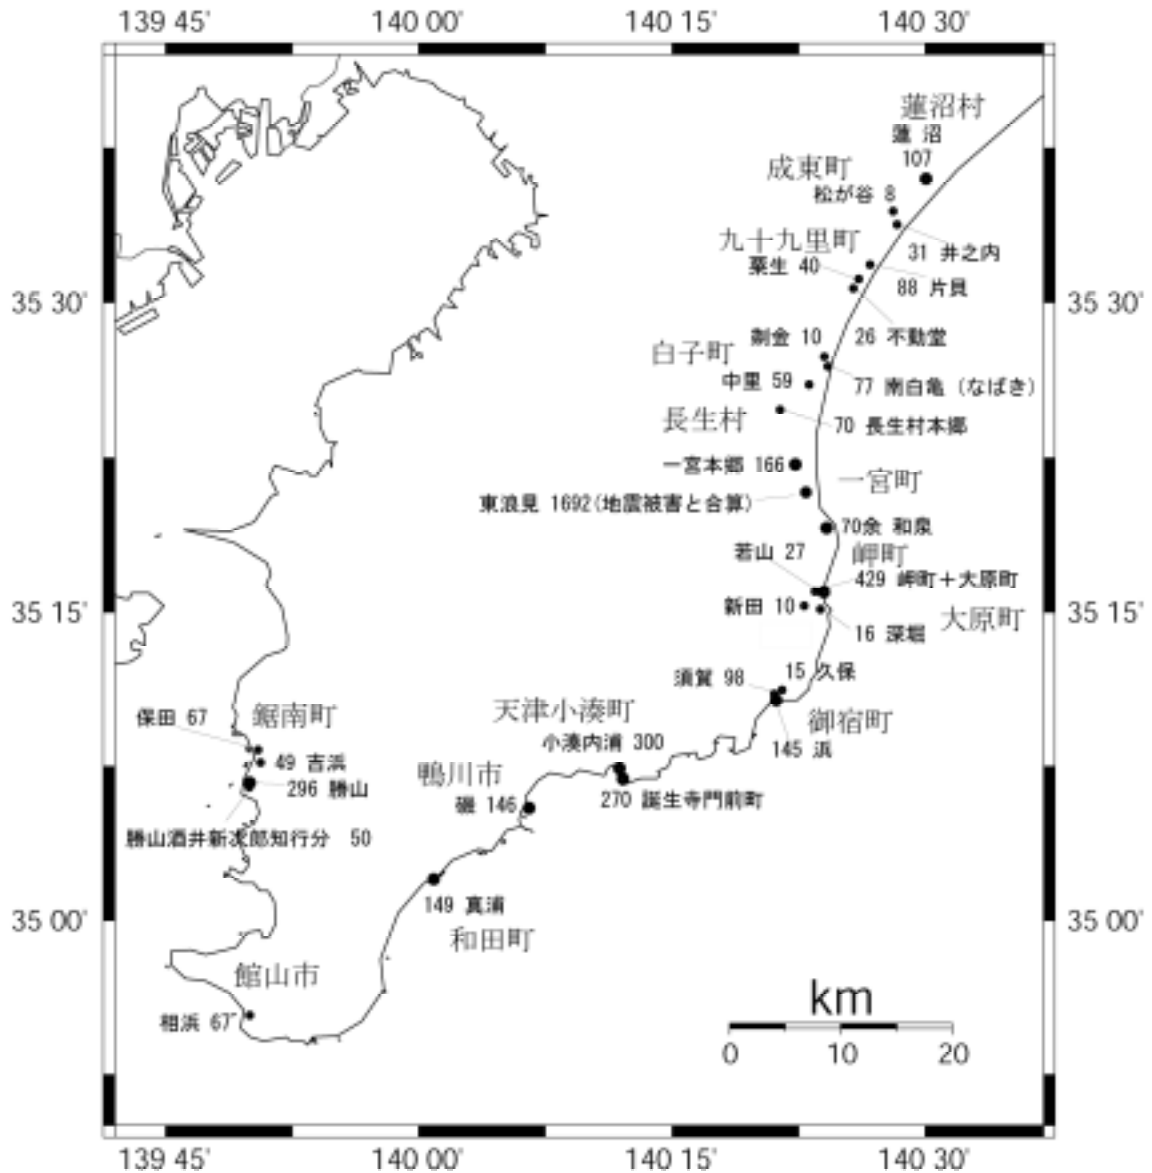 139 45' 140 00' 140 15' 140 30'
蓮沼村
蓮 沼
107
成東町
松が谷 8
九十九里町
31 井之内
粟生 40
88 片貝
35 30' 35 30'
剃金 10
26 不動堂
白子町
中里 59
77 南白亀（なばき）
長生村
70 長生村本郷
一宮本郷 166
一宮町
東浪見 1692(地震被害と合算)
70余 和泉
若山 27
岬町
429 岬町＋大原町
35 15' 35 15'
新田 10
大原町
16 深堀
15 久保
須賀 98
天津小湊町
保田 67
鋸南町
御宿町
小湊内浦 300
145 浜
49 吉浜
鴨川市
296 勝山
270 誕生寺門前町
磯 146
勝山酒井新次郎知行分 50
149 真浦
35 00' 35 00'
和田町
館山市
km
相浜 67
0 10 20
139 45' 140 00' 140 15' 140 30'